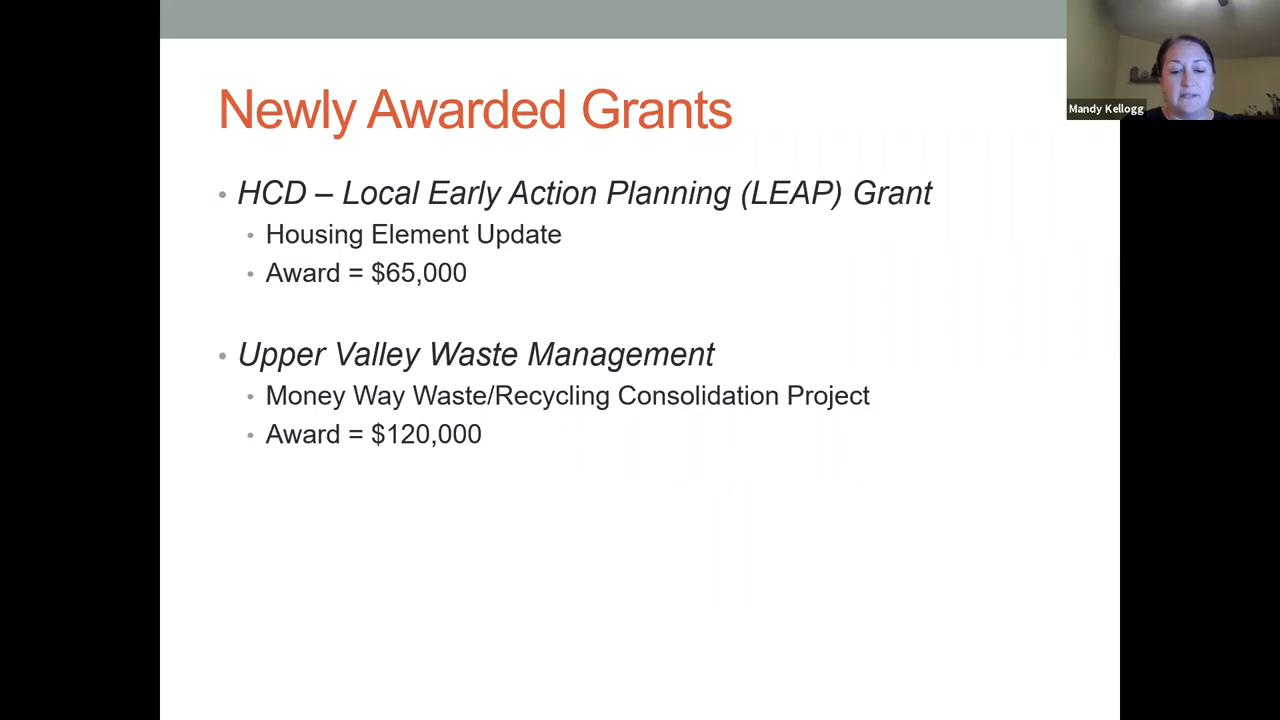 Newly Awarded Grants
Mandy Kellogg
• HCD – Local Early Action Planning (LEAP) Grant
• Housing Element Update
• Award = $65,000
• Upper Valley Waste Management
• Money Way Waste/Recycling Consolidation Project
• Award = $120,000